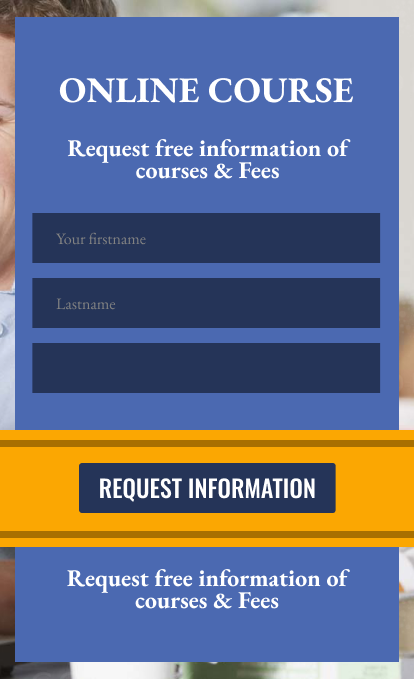 ONLINE COURSE
Request free information of
courses & Fees
Your firstname
Lastname
REQUEST INFORMATION
Request free information of
courses & Fees